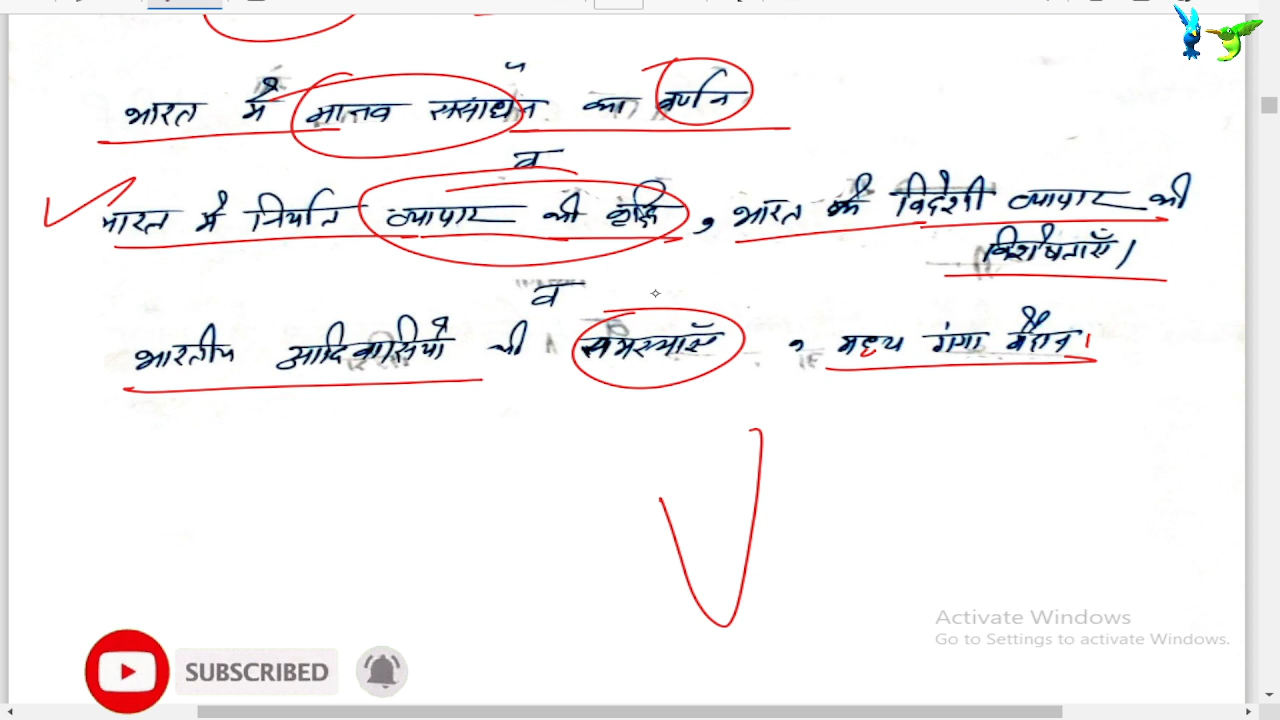 भारत में मानव संसाधन का वर्णन
व
भारत में निर्यात व्यापार की वृद्धि , भारत के विदेशी व्यापार की
विशेषताएँ।
व
भारतीय आदिवासियों की समस्याएँ , मध्य गंगा मैदान।
Activate Windows
Go to Settings to activate Windows.
SUBSCRIBED